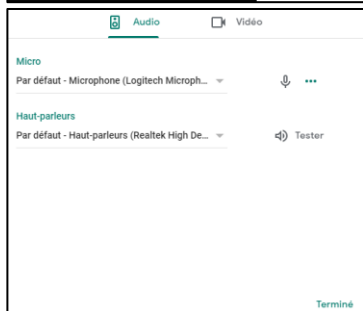 Audio Vidéo
Micro
Par défaut - Microphone (Logitech Microph...
Haut-parleurs
Par défaut - Haut-parleurs (Realtek High De... Tester
Terminé